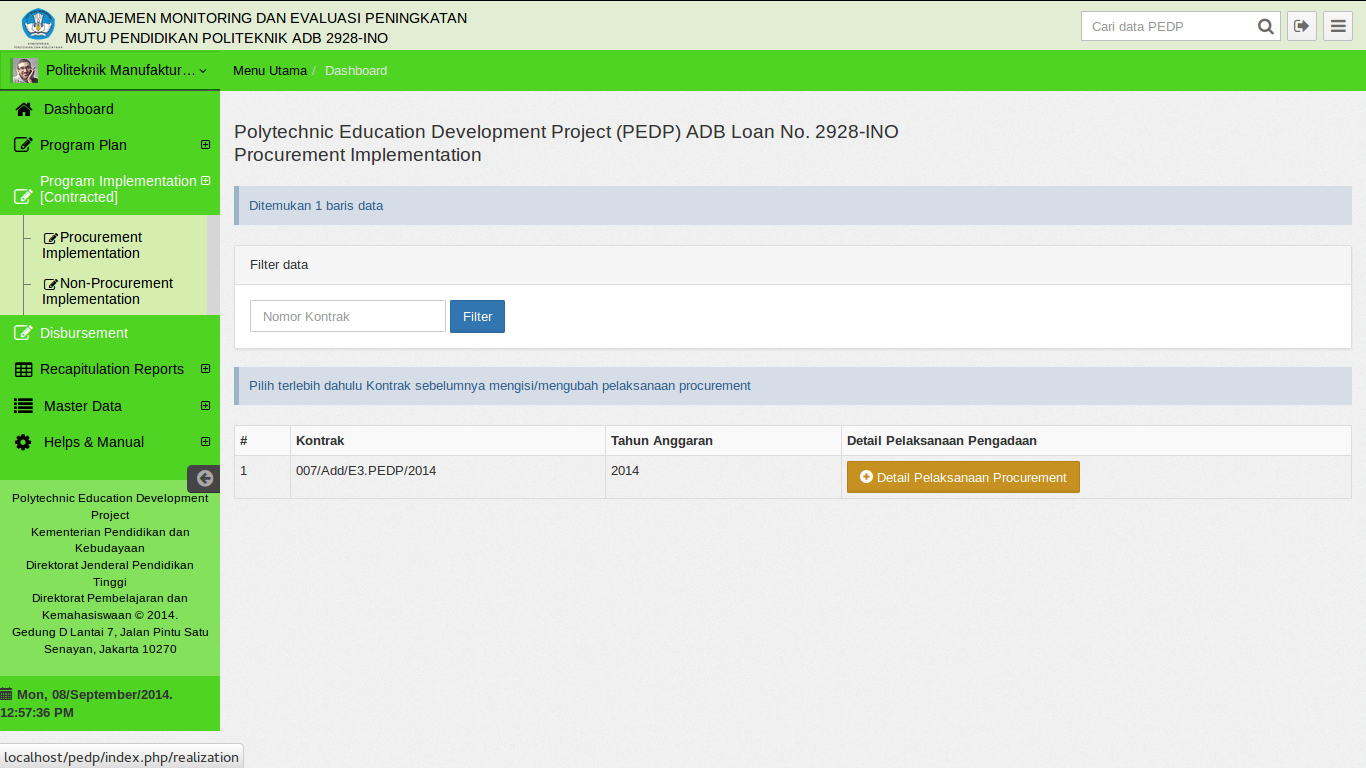 MANAJEMEN MONITORING DAN EVALUASI PENINGKATAN
MUTU PENDIDIKAN POLITEKNIK ADB 2928-INO
Cari data PEDP
Politeknik Manufaktur...
Menu Utama / Dashboard
Dashboard
Program Plan
Program Implementation
[Contracted]
Procurement
Implementation
Non-Procurement
Implementation
Disbursement
Recapitulation Reports
Master Data
Helps & Manual
Polytechnic Education Development
Project
Kementerian Pendidikan dan
Kebudayaan
Direktorat Jenderal Pendidikan
Tinggi
Direktorat Pembelajaran dan
Kemahasiswaan © 2014.
Gedung D Lantai 7, Jalan Pintu Satu
Senayan, Jakarta 10270
Mon, 08/September/2014.
12:57:36 PM
Polytechnic Education Development Project (PEDP) ADB Loan No. 2928-INO
Procurement Implementation
Ditemukan 1 baris data
Filter data
Nomor Kontrak Filter
Pilih terlebih dahulu Kontrak sebelumnya mengisi/mengubah pelaksanaan procurement
# Kontrak Tahun Anggaran Detail Pelaksanaan Pengadaan
1 007/Add/E3.PEDP/2014 2014 Detail Pelaksanaan Procurement
localhost/pedp/index.php/realization